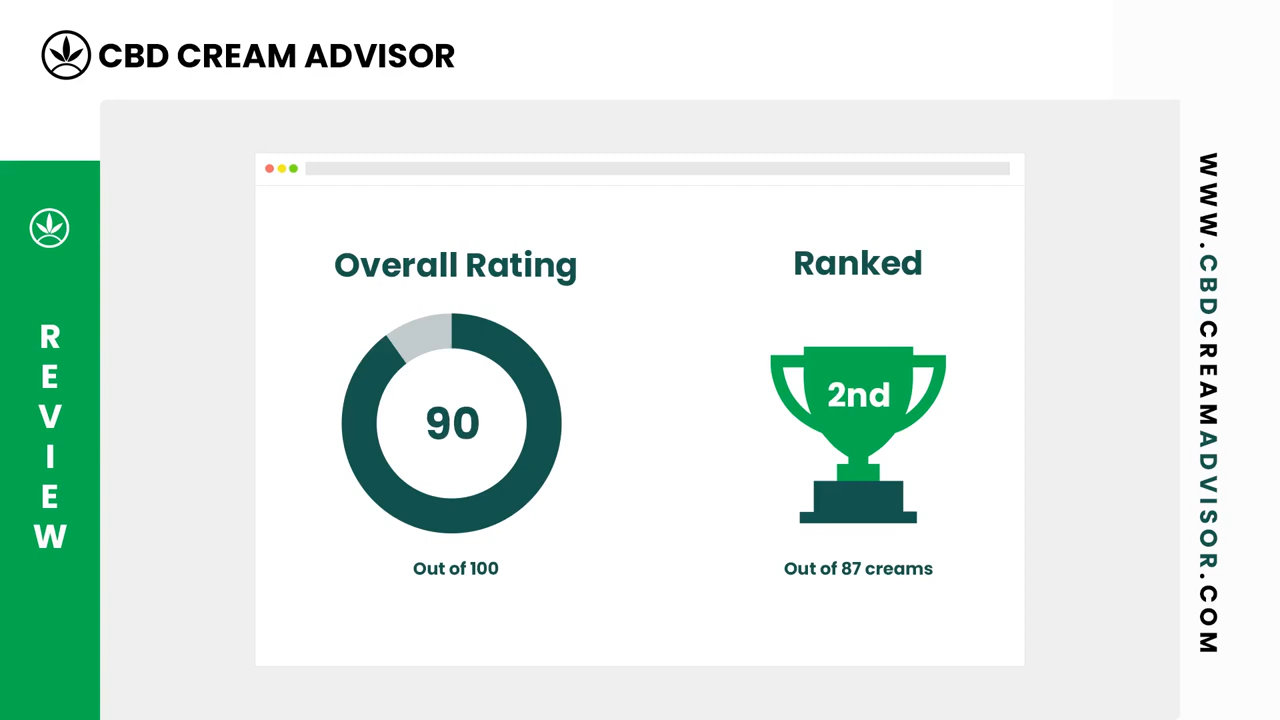 CBD CREAM ADVISOR
REVIEW
Overall Rating
90
Out of 100
Ranked
2nd
Out of 87 creams
WWW.CBDCREAMADVISOR.COM